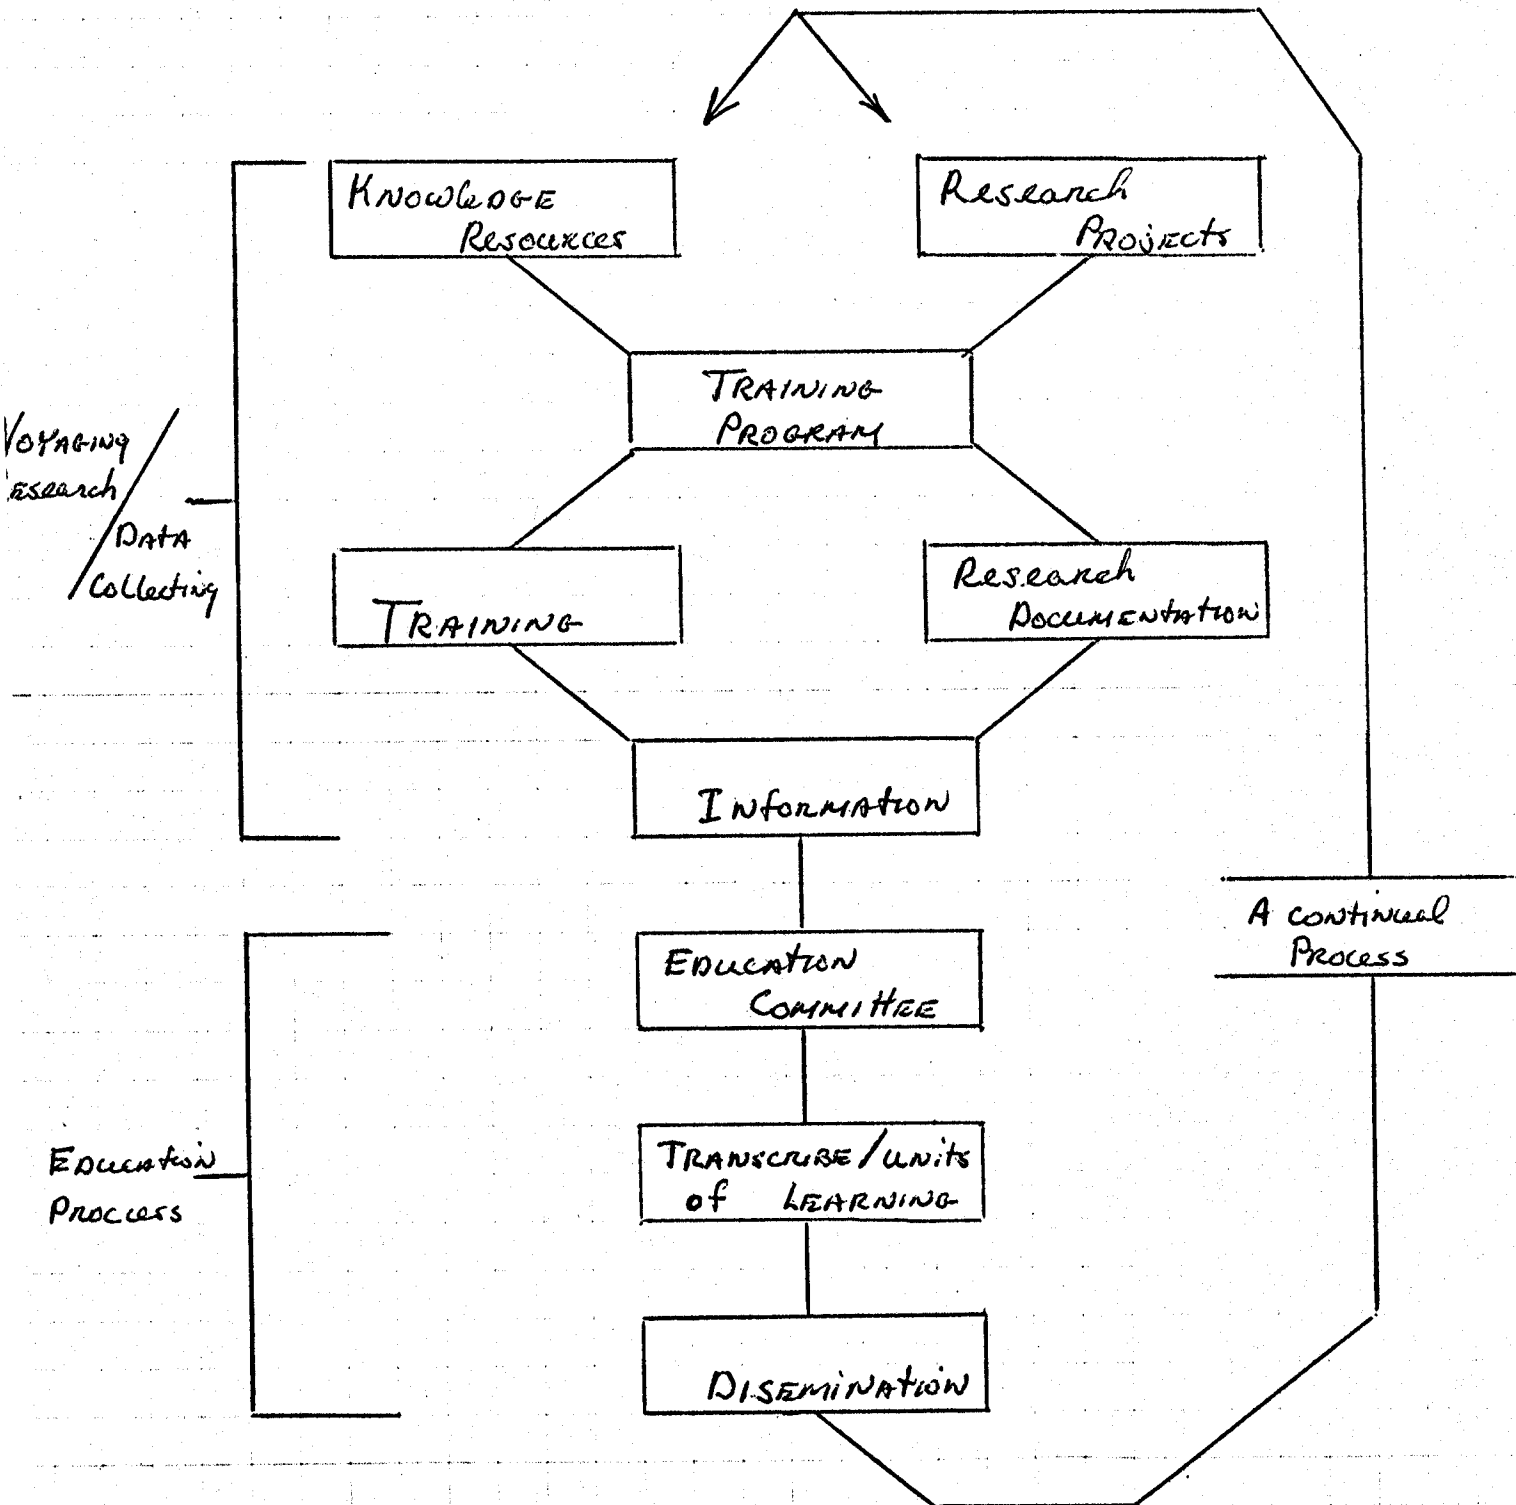 Knowledge
Resources
Research
Projects
Training
Program
Voyaging
esearch
/Data
Collecting
Training
Research
Documentation
Information
A continual
Process
Education
Committee
Education
Proccess
Transcribe/units
of Learning
Disemination